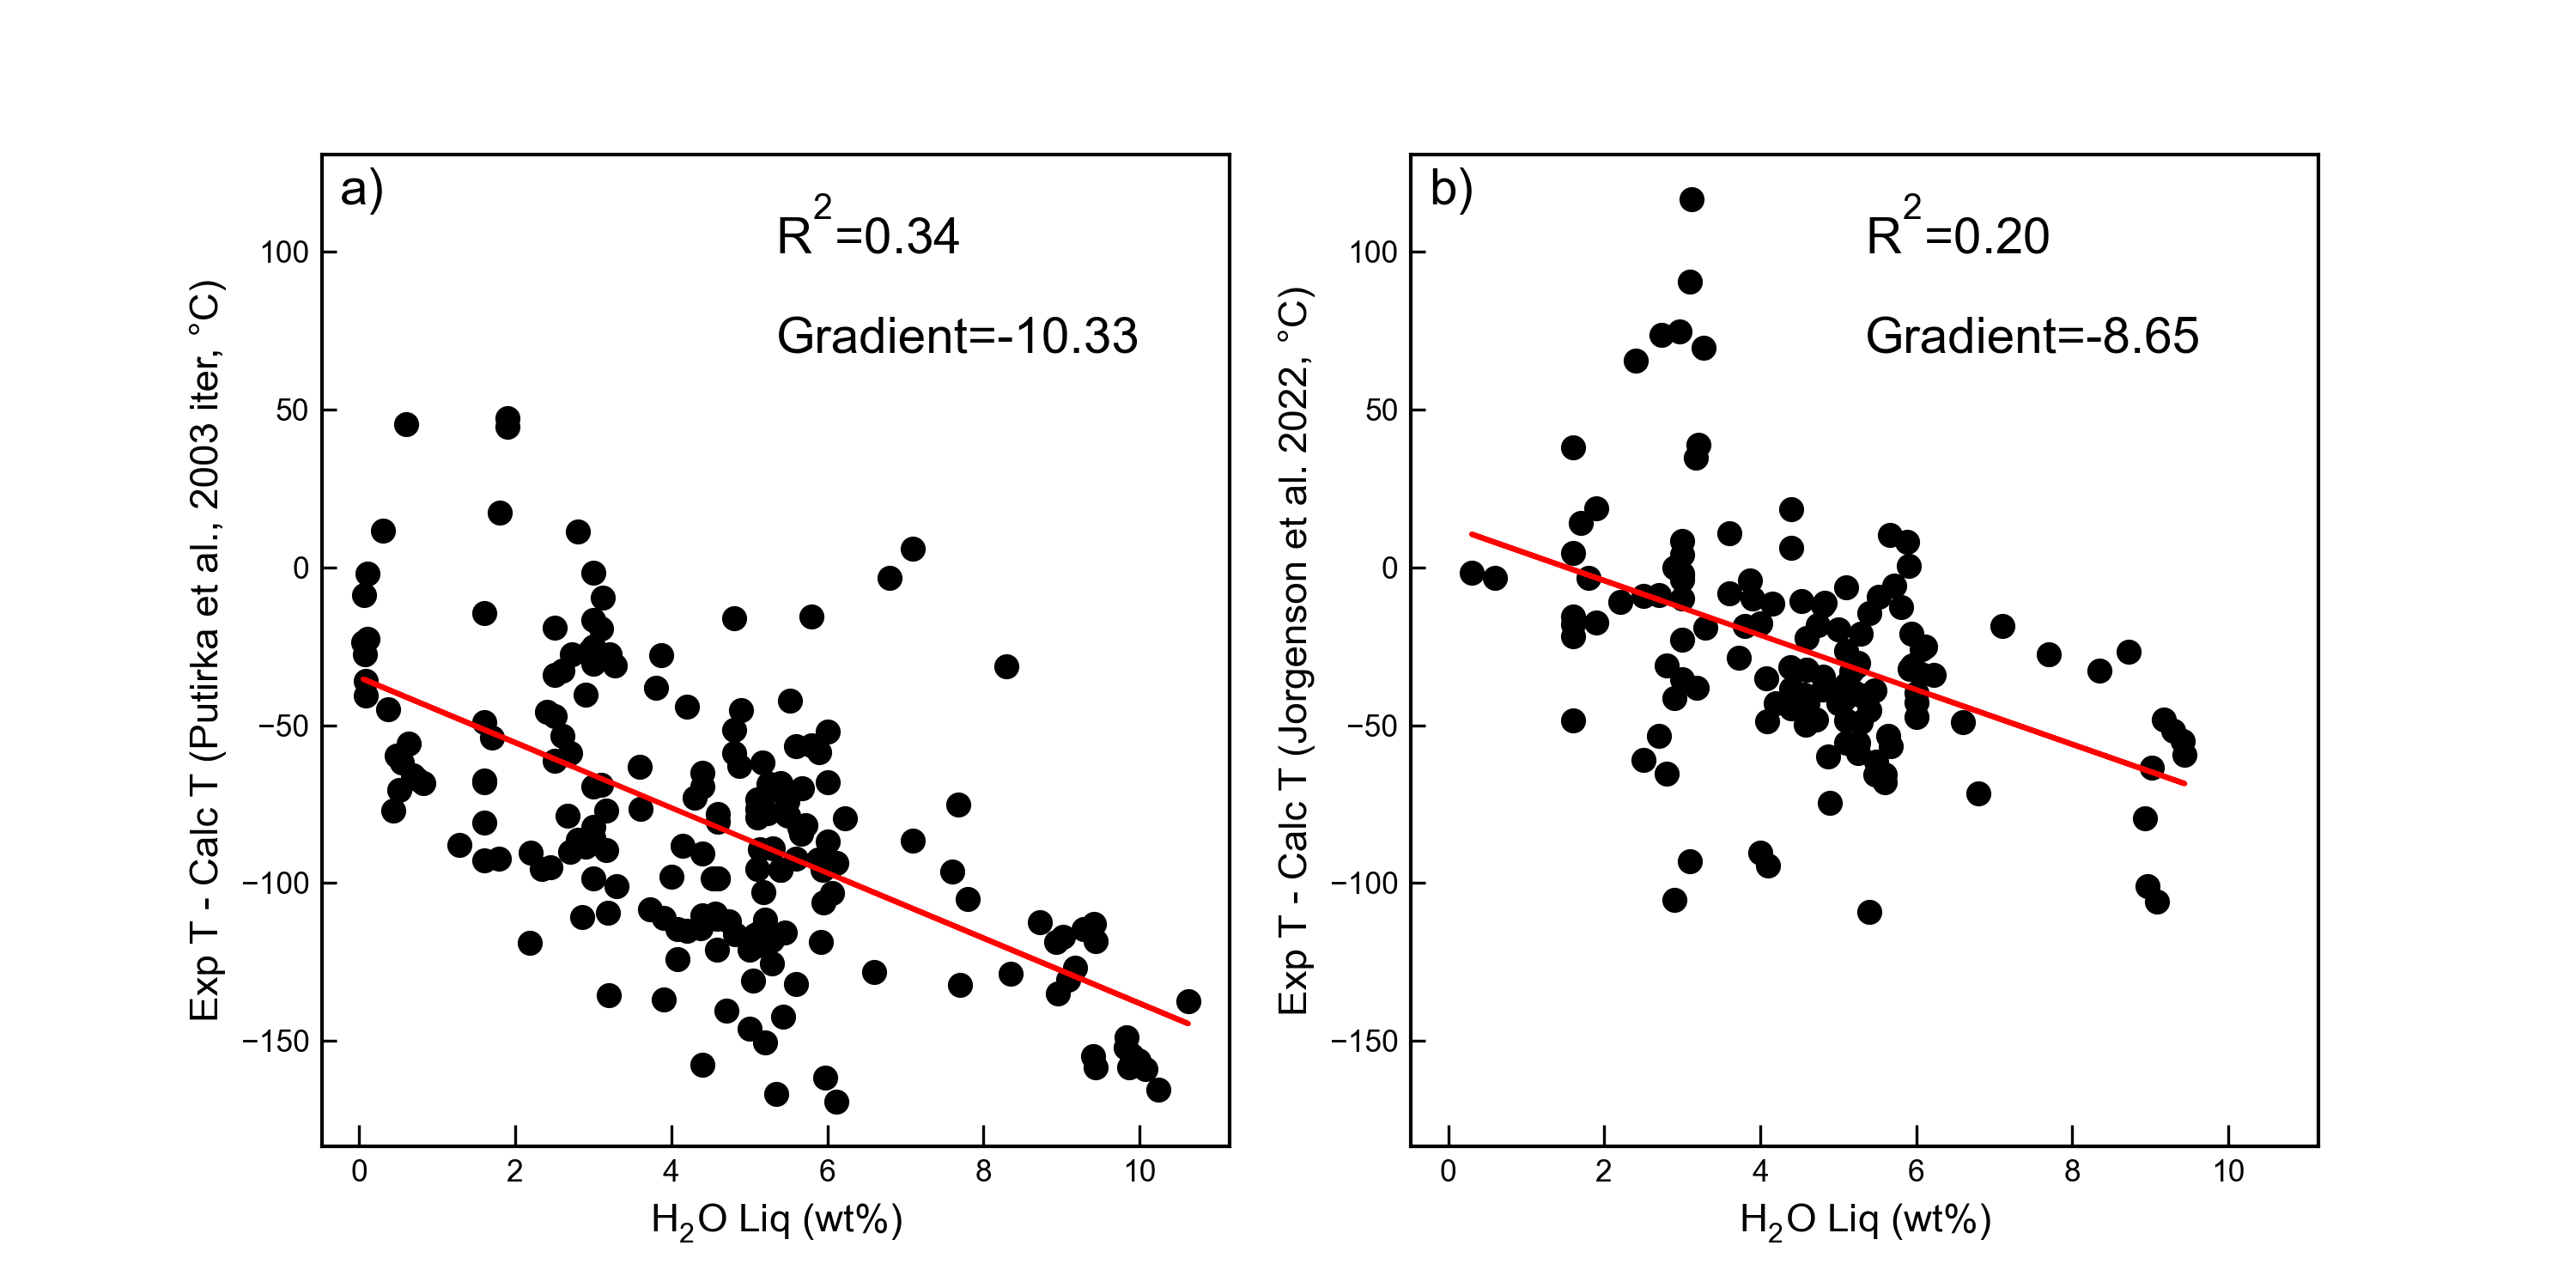 a)
R²=0.34
Gradient=-10.33
100
50
0
−50
−100
−150
Exp T - Calc T (Putirka et al., 2003 iter, °C)
0 2 4 6 8 10
H₂O Liq (wt%)
b)
R²=0.20
Gradient=-8.65
100
50
0
−50
−100
−150
Exp T - Calc T (Jorgenson et al. 2022, °C)
0 2 4 6 8 10
H₂O Liq (wt%)